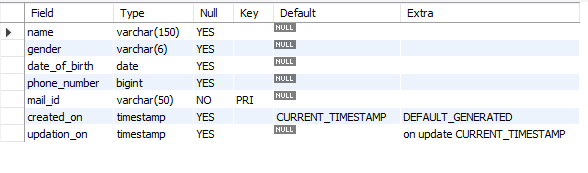 Field Type Null Key Default Extra
name varchar(150) YES NULL
gender varchar(6) YES NULL
date_of_birth date YES NULL
phone_number bigint YES NULL
mail_id varchar(50) NO PRI NULL
created_on timestamp YES CURRENT_TIMESTAMP DEFAULT_GENERATED
updation_on timestamp YES NULL on update CURRENT_TIMESTAMP